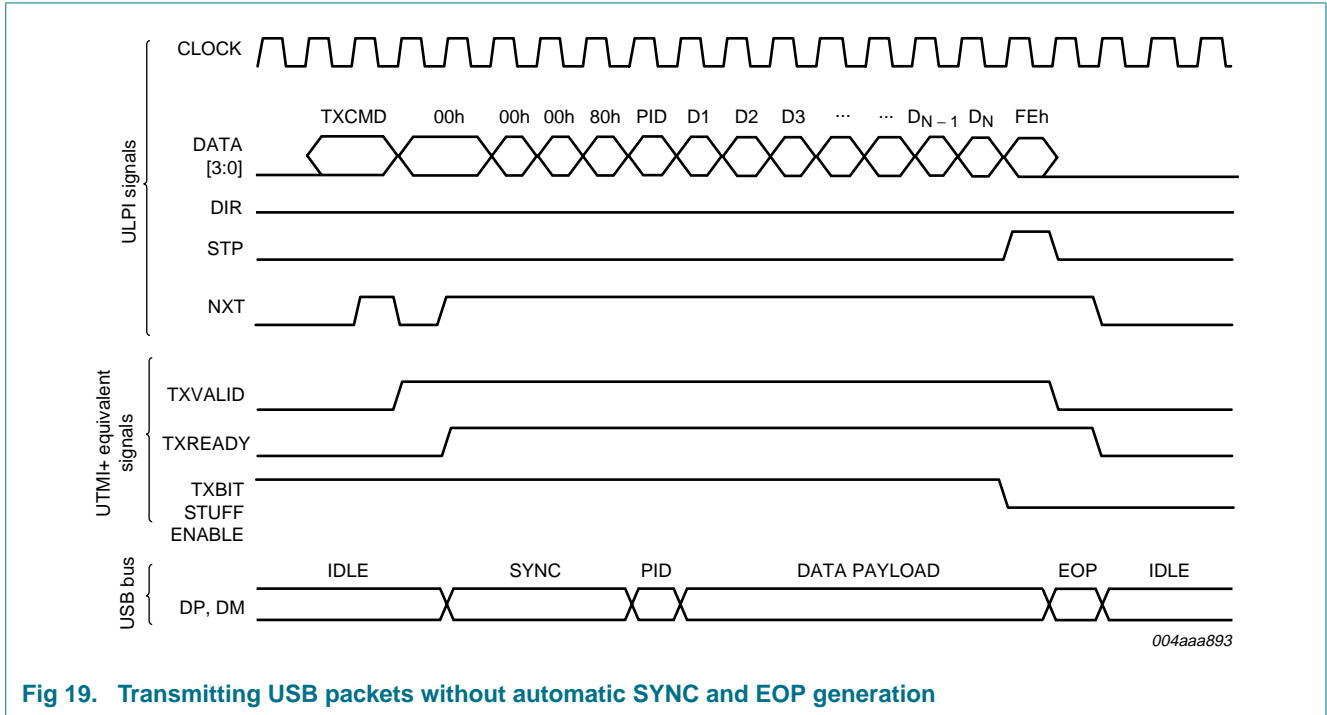 ULPI signals
CLOCK
TXCMD 00h 00h 00h 80h PID D1 D2 D3 ... ... DN – 1 DN FEh
DATA
[3:0]
DIR
STP
NXT
UTMI+ equivalent
signals
TXVALID
TXREADY
TXBIT
STUFF
ENABLE
USB bus
IDLE SYNC PID DATA PAYLOAD EOP IDLE
DP, DM
004aaa893
Fig 19. Transmitting USB packets without automatic SYNC and EOP generation